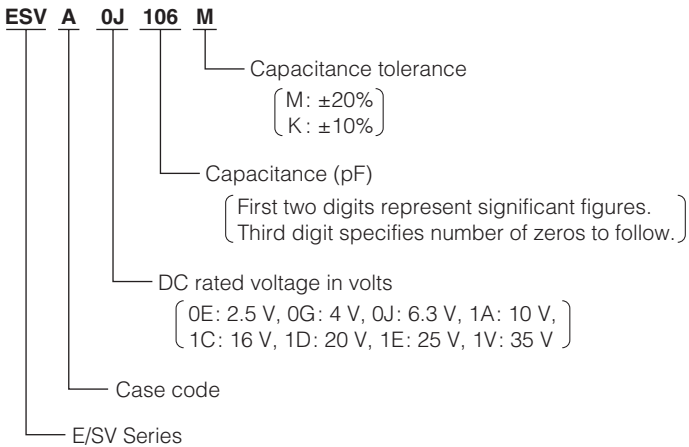 ESV A 0J 106 M
Capacitance tolerance
M: ±20%
K: ±10%
Capacitance (pF)
First two digits represent significant figures.
Third digit specifies number of zeros to follow.
DC rated voltage in volts
0E: 2.5 V, 0G: 4 V, 0J: 6.3 V, 1A: 10 V,
1C: 16 V, 1D: 20 V, 1E: 25 V, 1V: 35 V
Case code
E/SV Series